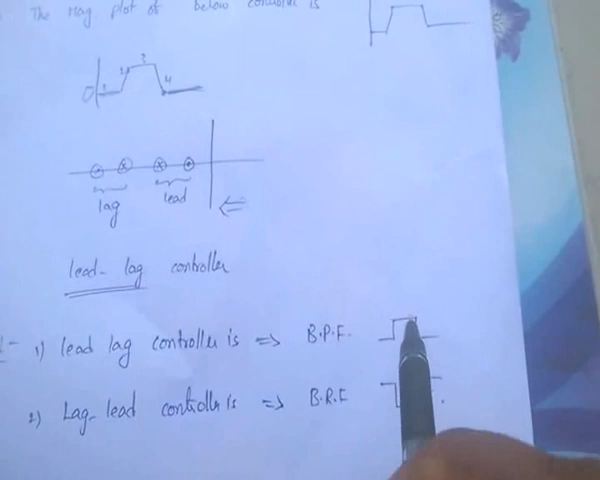 The Mag plot of below controller is
0 1 2 3 4
lag lead
lead-lag controller
1) lead lag controller is => B.P.F.
2) Lag-lead controller is => B.R.F